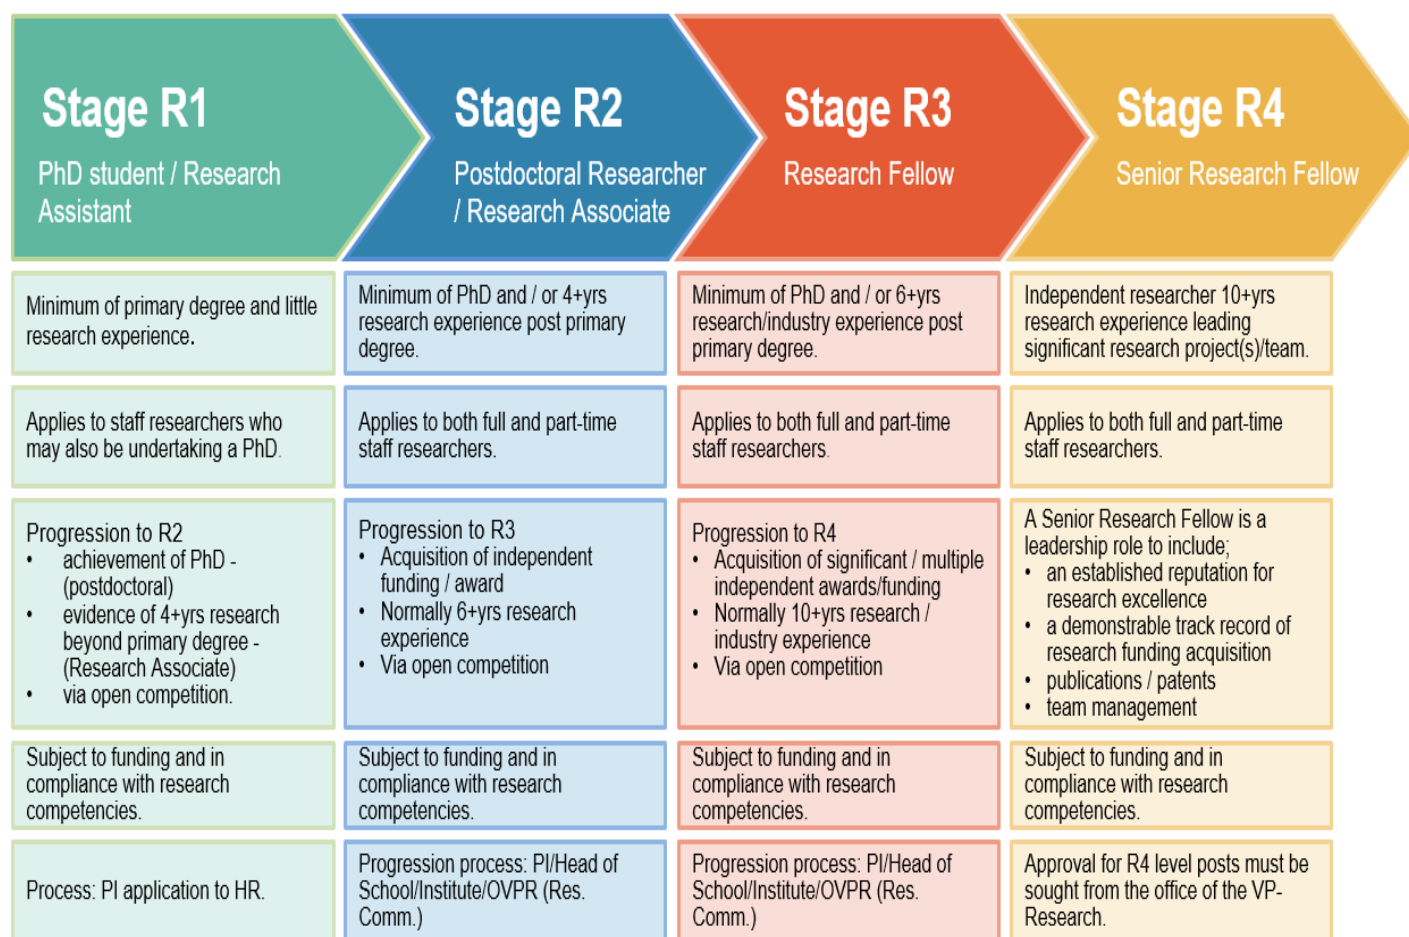 Stage R1
PhD student / Research
Assistant
Stage R2
Postdoctoral Researcher
/ Research Associate
Stage R3
Research Fellow
Stage R4
Senior Research Fellow
Minimum of primary degree and little
research experience.
Minimum of PhD and / or 4+yrs
research experience post primary
degree.
Minimum of PhD and / or 6+yrs
research/industry experience post
primary degree.
Independent researcher 10+yrs
research experience leading
significant research project(s)/team.
Applies to staff researchers who
may also be undertaking a PhD.
Applies to both full and part-time
staff researchers.
Applies to both full and part-time
staff researchers.
Applies to both full and part-time
staff researchers.
Progression to R2
• achievement of PhD -
(postdoctoral)
• evidence of 4+yrs research
beyond primary degree -
(Research Associate)
• via open competition.
Progression to R3
• Acquisition of independent
funding / award
• Normally 6+yrs research
experience
• Via open competition
Progression to R4
• Acquisition of significant / multiple
independent awards/funding
• Normally 10+yrs research /
industry experience
• Via open competition
A Senior Research Fellow is a
leadership role to include;
• an established reputation for
research excellence
• a demonstrable track record of
research funding acquisition
• publications / patents
• team management
Subject to funding and in
compliance with research
competencies.
Subject to funding and in
compliance with research
competencies.
Subject to funding and in
compliance with research
competencies.
Subject to funding and in
compliance with research
competencies.
Process: PI application to HR.
Progression process: PI/Head of
School/Institute/OVPR (Res.
Comm.)
Progression process: PI/Head of
School/Institute/OVPR (Res.
Comm.)
Approval for R4 level posts must be
sought from the office of the VP-
Research.